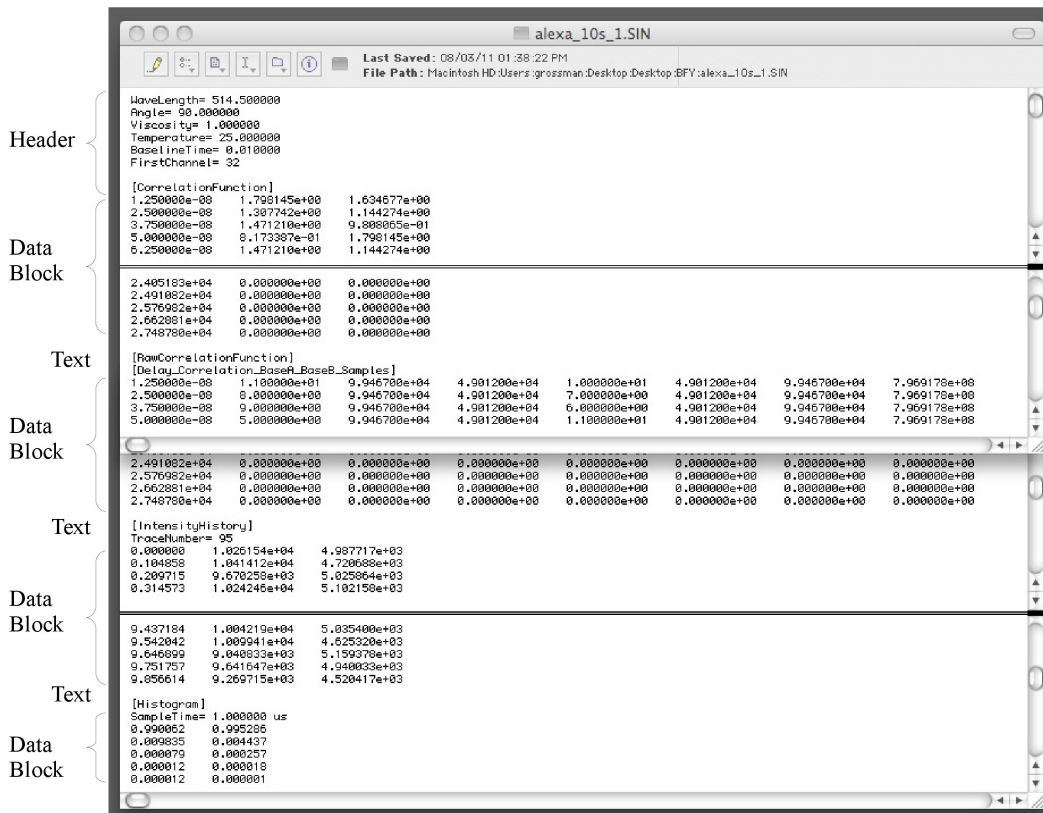 alexa_10s_1.SIN
Last Saved: 08/03/11 01:38:22 PM
File Path: Macintosh HD:Users:grossman:Desktop:Desktop:BFY:alexa_10s_1.SIN
Header
WaveLength= 514.500000
Angle= 90.000000
Viscosity= 1.000000
Temperature= 25.000000
BaselineTime= 0.010000
FirstChannel= 32
[CorrelationFunction]
Data Block
1.250000e-08 1.798145e+00 1.634677e+00
2.500000e-08 1.307742e+00 1.144274e+00
3.750000e-08 1.471210e+00 9.808065e-01
5.000000e-08 8.173387e-01 1.798145e+00
6.250000e-08 1.471210e+00 1.144274e+00
2.405183e+04 0.000000e+00 0.000000e+00
2.491082e+04 0.000000e+00 0.000000e+00
2.576982e+04 0.000000e+00 0.000000e+00
2.662881e+04 0.000000e+00 0.000000e+00
2.748780e+04 0.000000e+00 0.000000e+00
Text
[RawCorrelationFunction]
[Delay_Correlation_BaseA_BaseB_Samples]
Data Block
1.250000e-08 1.100000e+01 9.946700e+04 4.901200e+04 1.000000e+01 4.901200e+04 9.946700e+04 7.969178e+08
2.500000e-08 8.000000e+00 9.946700e+04 4.901200e+04 7.000000e+00 4.901200e+04 9.946700e+04 7.969178e+08
3.750000e-08 9.000000e+00 9.946700e+04 4.901200e+04 6.000000e+00 4.901200e+04 9.946700e+04 7.969178e+08
5.000000e-08 5.000000e+00 9.946700e+04 4.901200e+04 1.100000e+01 4.901200e+04 9.946700e+04 7.969178e+08
2.491082e+04 0.000000e+00 0.000000e+00 0.000000e+00 0.000000e+00 0.000000e+00 0.000000e+00 0.000000e+00
2.576982e+04 0.000000e+00 0.000000e+00 0.000000e+00 0.000000e+00 0.000000e+00 0.000000e+00 0.000000e+00
2.662881e+04 0.000000e+00 0.000000e+00 0.000000e+00 0.000000e+00 0.000000e+00 0.000000e+00 0.000000e+00
2.748780e+04 0.000000e+00 0.000000e+00 0.000000e+00 0.000000e+00 0.000000e+00 0.000000e+00 0.000000e+00
Text
[IntensityHistory]
TraceNumber= 95
Data Block
0.000000 1.026154e+04 4.987717e+03
0.104858 1.041412e+04 4.720688e+03
0.209715 9.670258e+03 5.025864e+03
0.314573 1.024246e+04 5.102158e+03
9.437184 1.004219e+04 5.035400e+03
9.542042 1.009941e+04 4.625320e+03
9.646899 9.040833e+03 5.159378e+03
9.751757 9.641647e+03 4.940033e+03
9.856614 9.269715e+03 4.520417e+03
Text
[Histogram]
SampleTime= 1.000000 us
Data Block
0.990062 0.995286
0.009835 0.004437
0.000079 0.000257
0.000012 0.000018
0.000012 0.000001